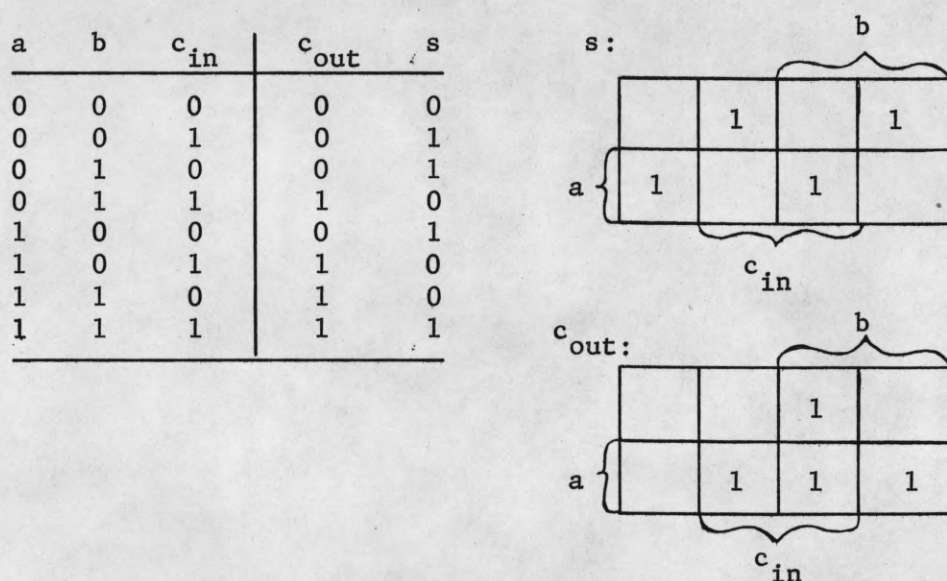 a b c_in c_out s
0 0 0 0 0
0 0 1 0 1
0 1 0 0 1
0 1 1 1 0
1 0 0 0 1
1 0 1 1 0
1 1 0 1 0
1 1 1 1 1
s:
b
1 1
a 1 1
c_in
c_out:
b
1
a 1 1 1
c_in